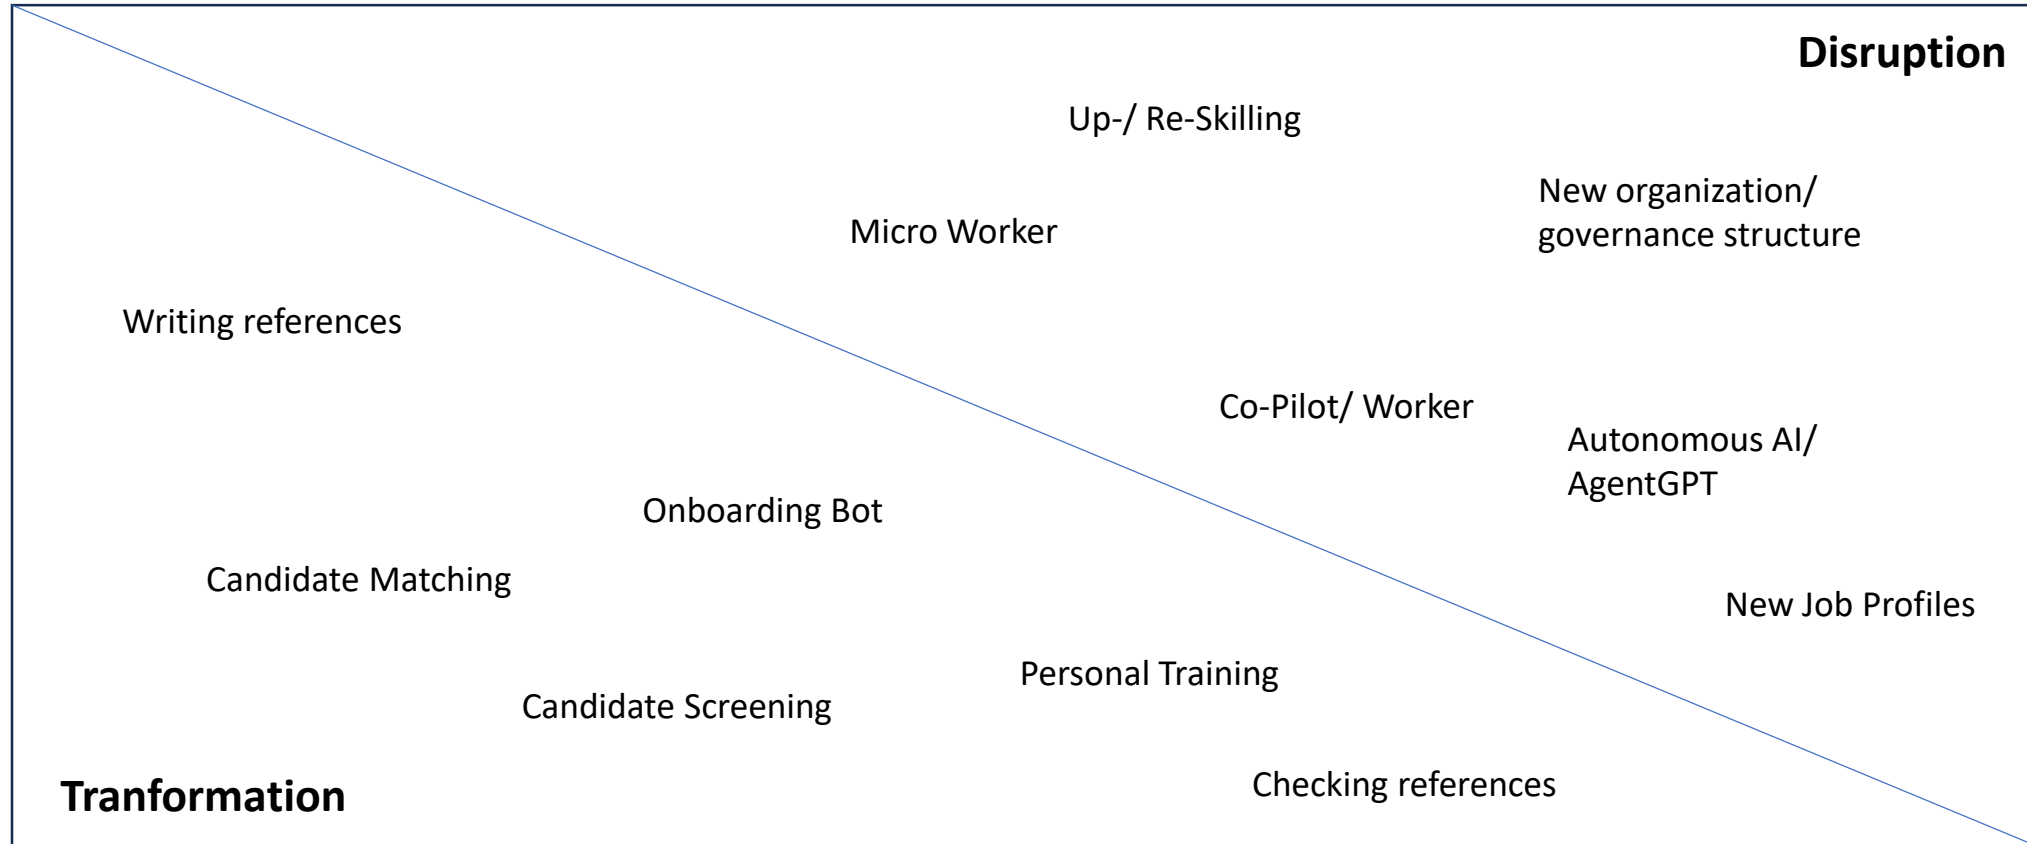 Disruption
Up-/ Re-Skilling
New organization/
governance structure
Micro Worker
Writing references
Co-Pilot/ Worker
Autonomous AI/
AgentGPT
Onboarding Bot
Candidate Matching
New Job Profiles
Personal Training
Candidate Screening
Checking references
Tranformation